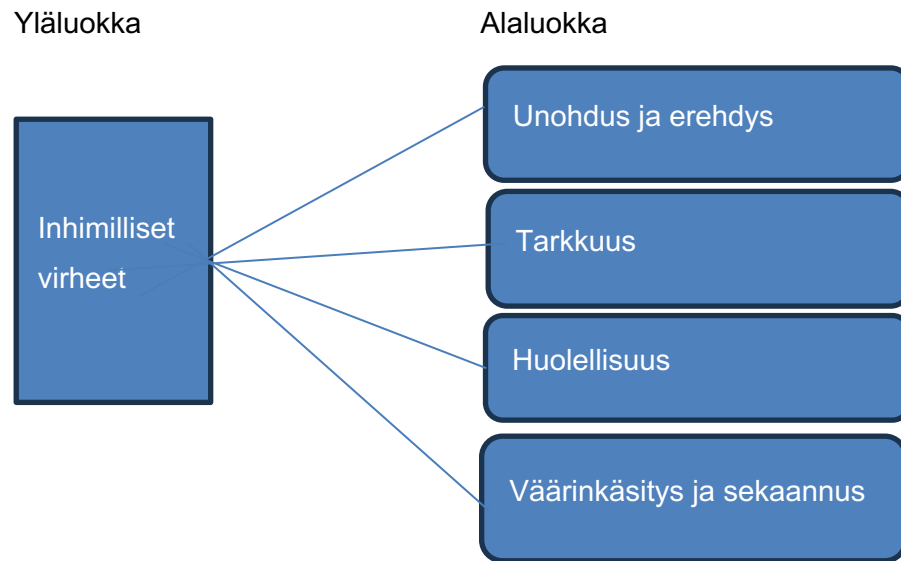 Yläluokka
Alaluokka
Inhimilliset
virheet
Unohdus ja erehdys
Tarkkuus
Huolellisuus
Väärinkäsitys ja sekaannus